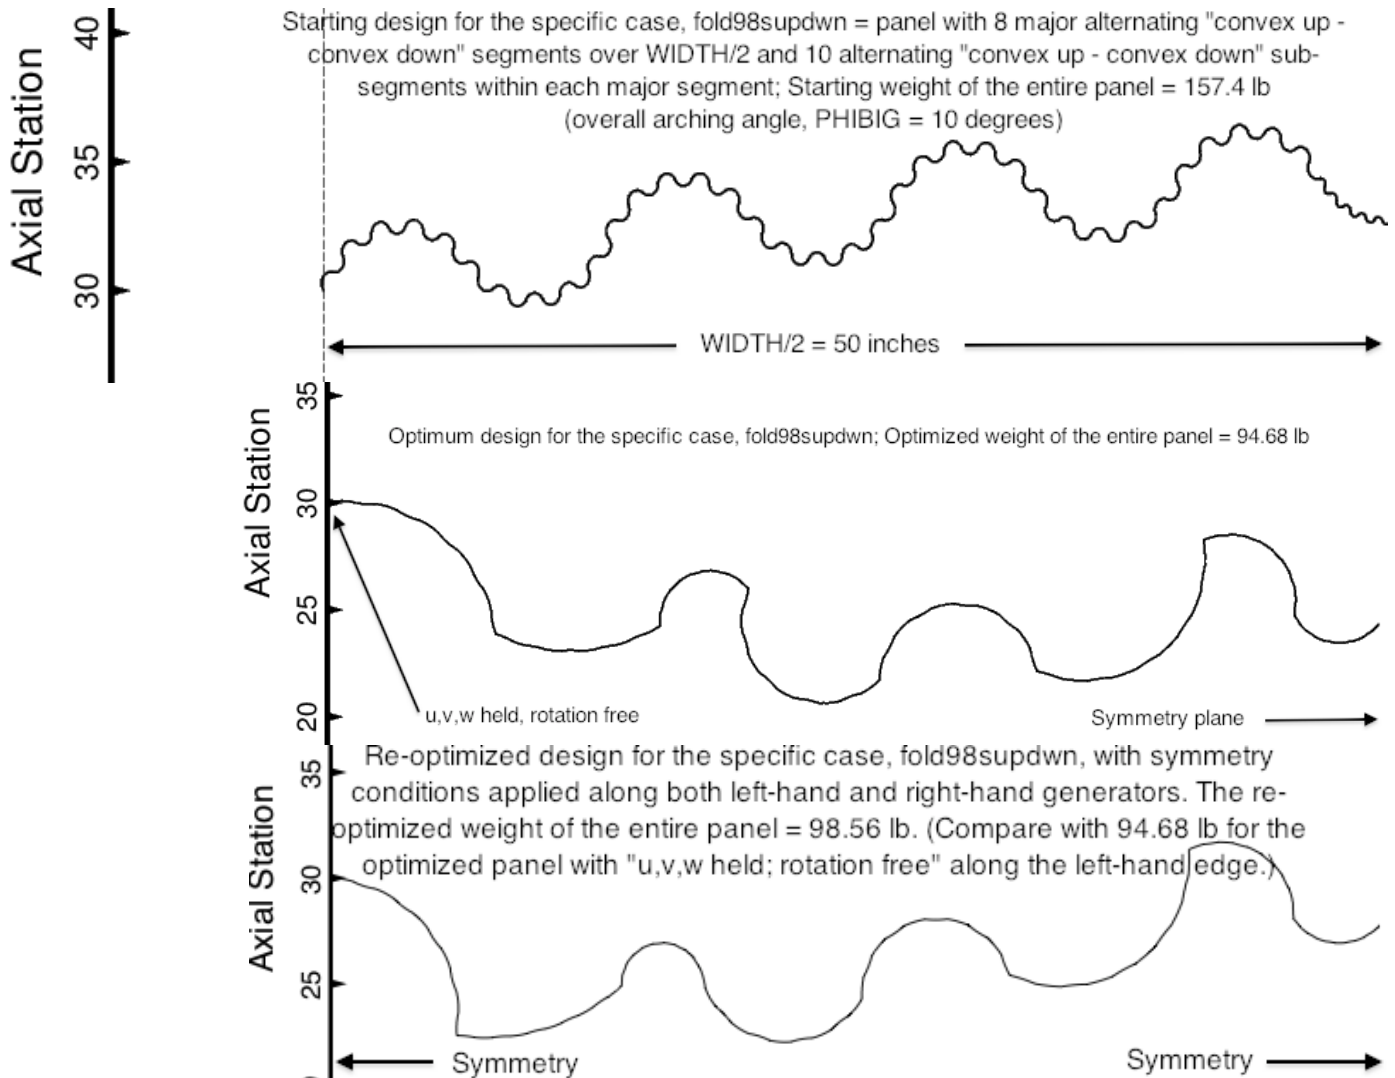 Starting design for the specific case, fold98supdwn = panel with 8 major alternating "convex up -
convex down" segments over WIDTH/2 and 10 alternating "convex up - convex down" sub-
segments within each major segment; Starting weight of the entire panel = 157.4 lb
(overall arching angle, PHIBIG = 10 degrees)
Axial Station
40
35
30
WIDTH/2 = 50 inches
Axial Station
35
30
25
20
Optimum design for the specific case, fold98supdwn; Optimized weight of the entire panel = 94.68 lb
u,v,w held, rotation free
Symmetry plane
Axial Station
35
30
25
Re-optimized design for the specific case, fold98supdwn, with symmetry
conditions applied along both left-hand and right-hand generators. The re-
optimized weight of the entire panel = 98.56 lb. (Compare with 94.68 lb for the
optimized panel with "u,v,w held; rotation free" along the left-hand edge.)
Symmetry
Symmetry